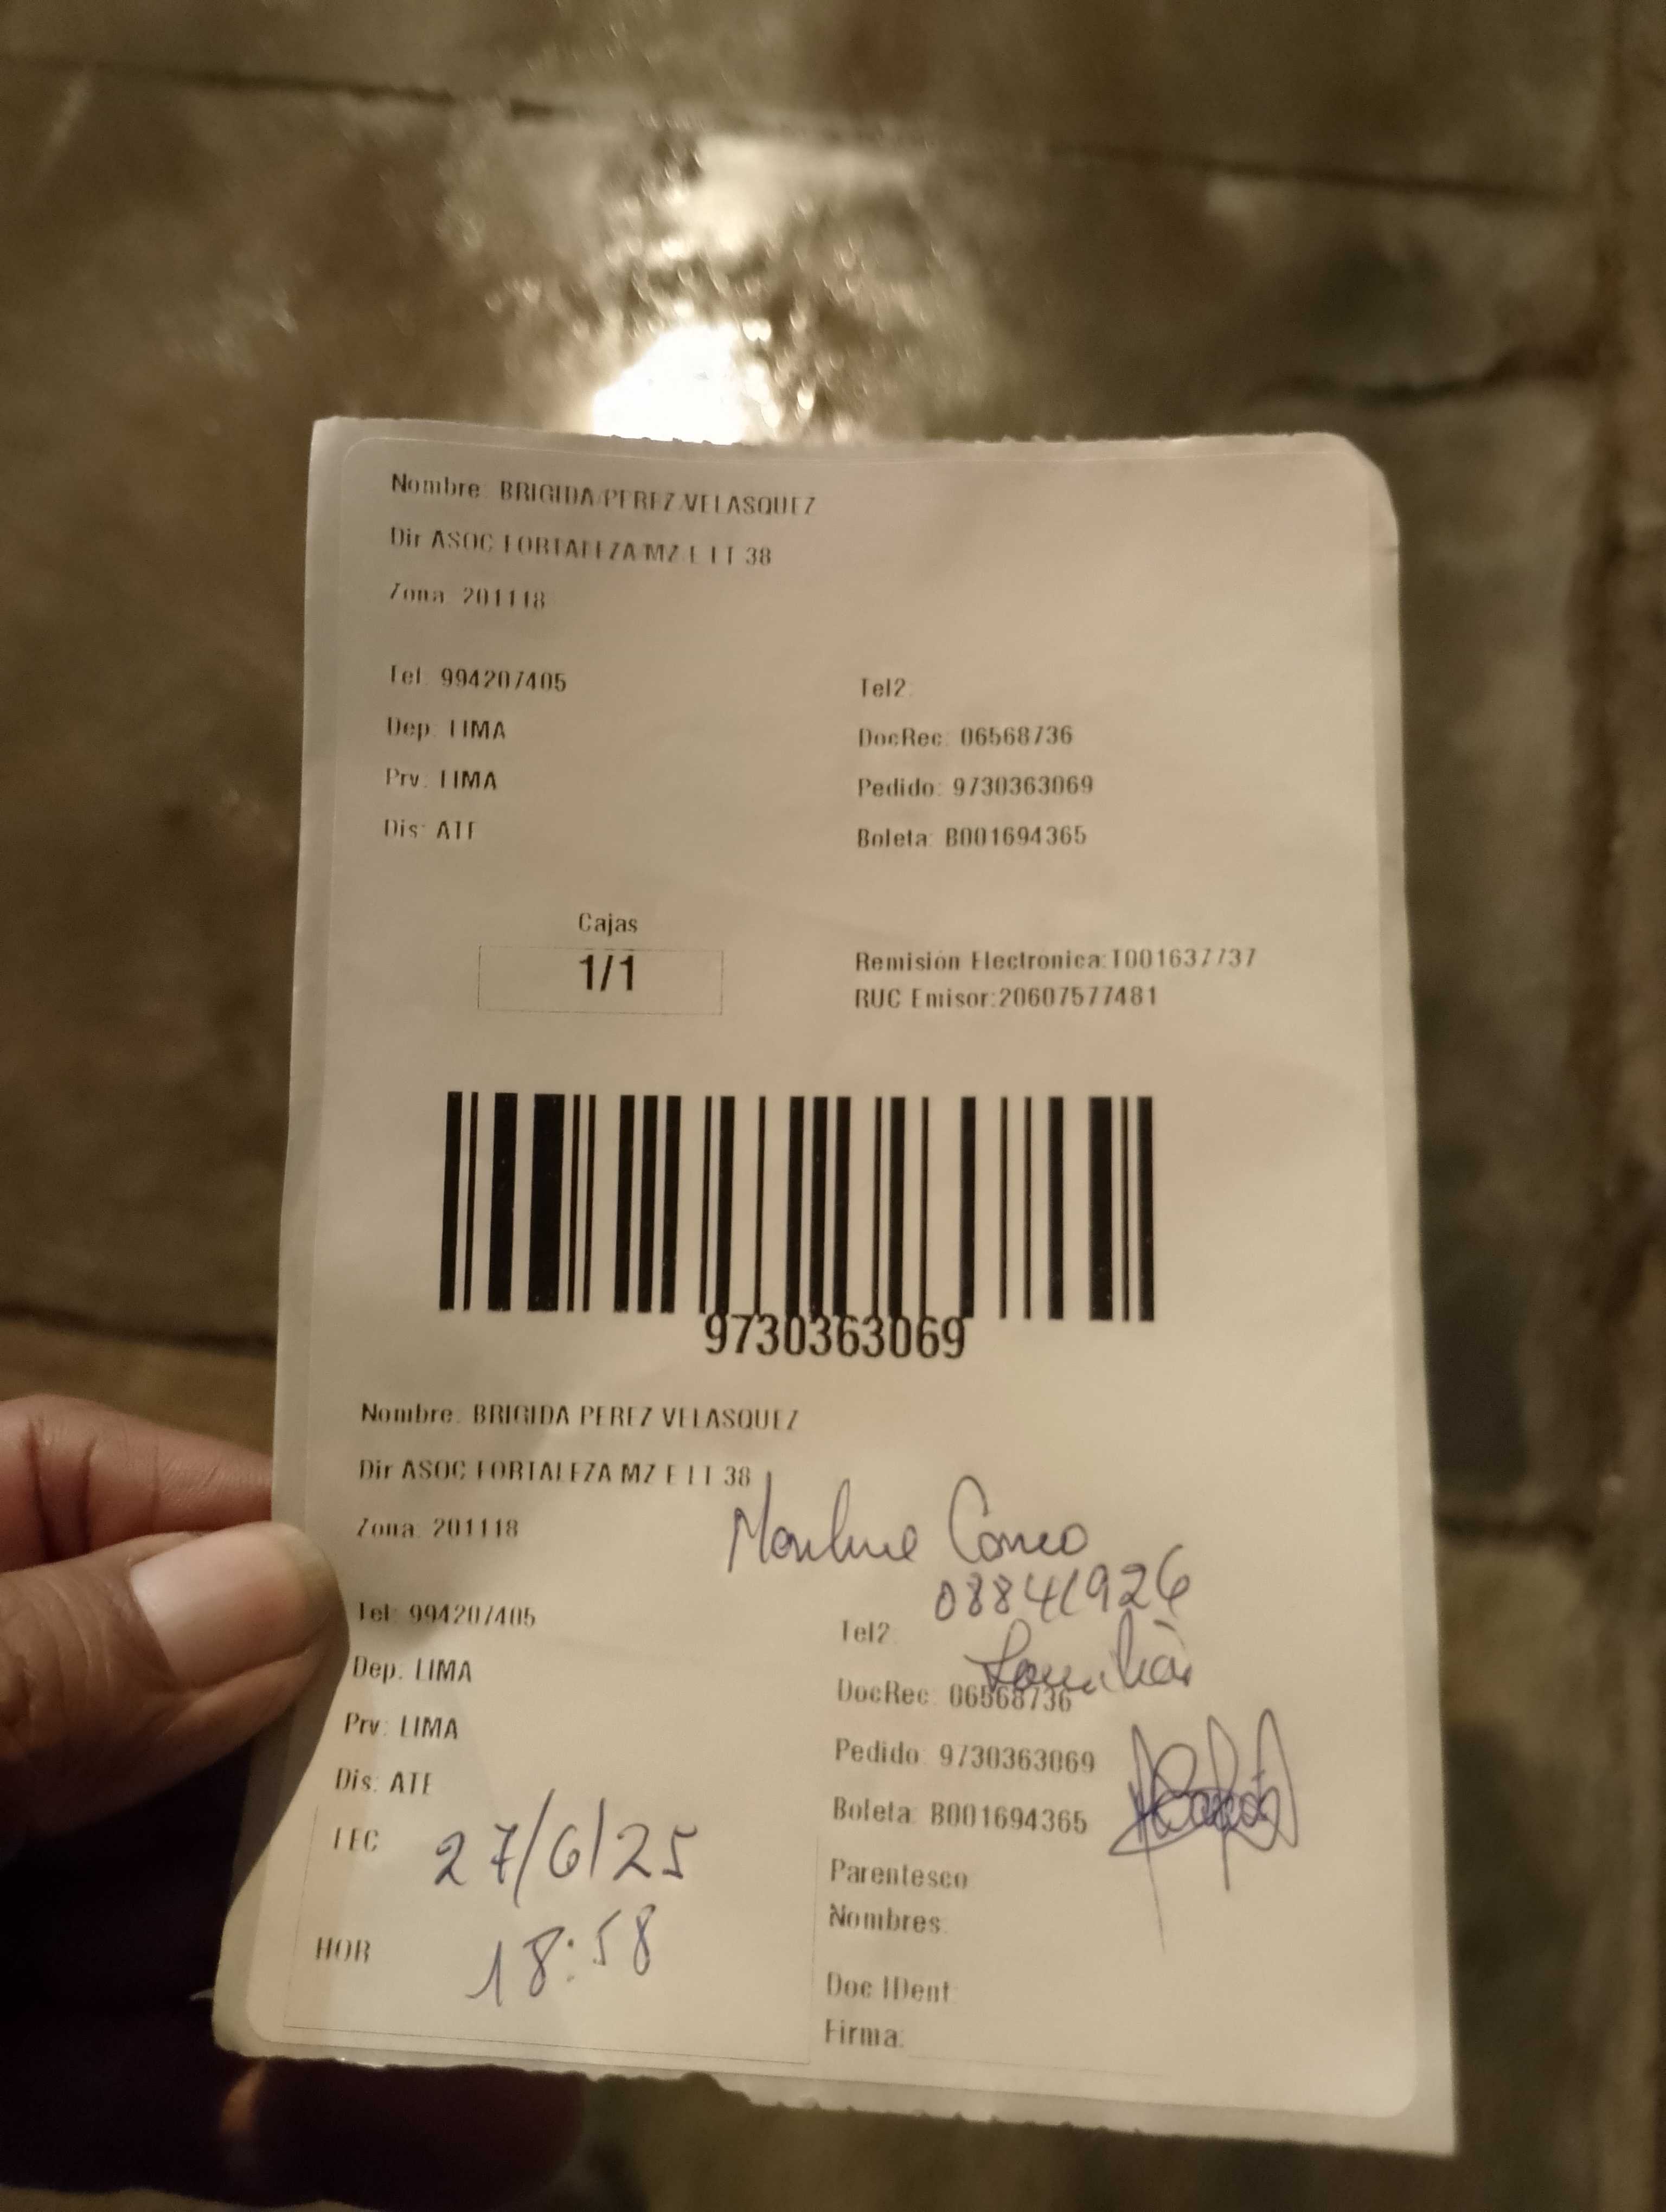 Nombre: BRIGIDA PEREZ VELASQUEZ
Dir ASOC FORTALEZA MZ E LT 38
Zona: 201118
Tel: 994207405
Tel2:
Dep: LIMA
DocRec: 06568736
Prv: LIMA
Pedido: 9730363069
Dis: ATE
Boleta: B001694365
Cajas
1/1
Remisión Electronica:T001637737
RUC Emisor:20607577481
9730363069
Nombre: BRIGIDA PEREZ VELASQUEZ
Dir ASOC FORTALEZA MZ E LT 38
Zona: 201118
08841926
Tel: 994207405
Tel2:
Familiar
Dep. LIMA
DocRec: 06568736
Prv: LIMA
Pedido: 9730363069
Dis: ATE
Boleta: B001694365
FEC 27/6/25
Parentesco
Nombres:
HOR 18:58
Doc IDent:
Firma: